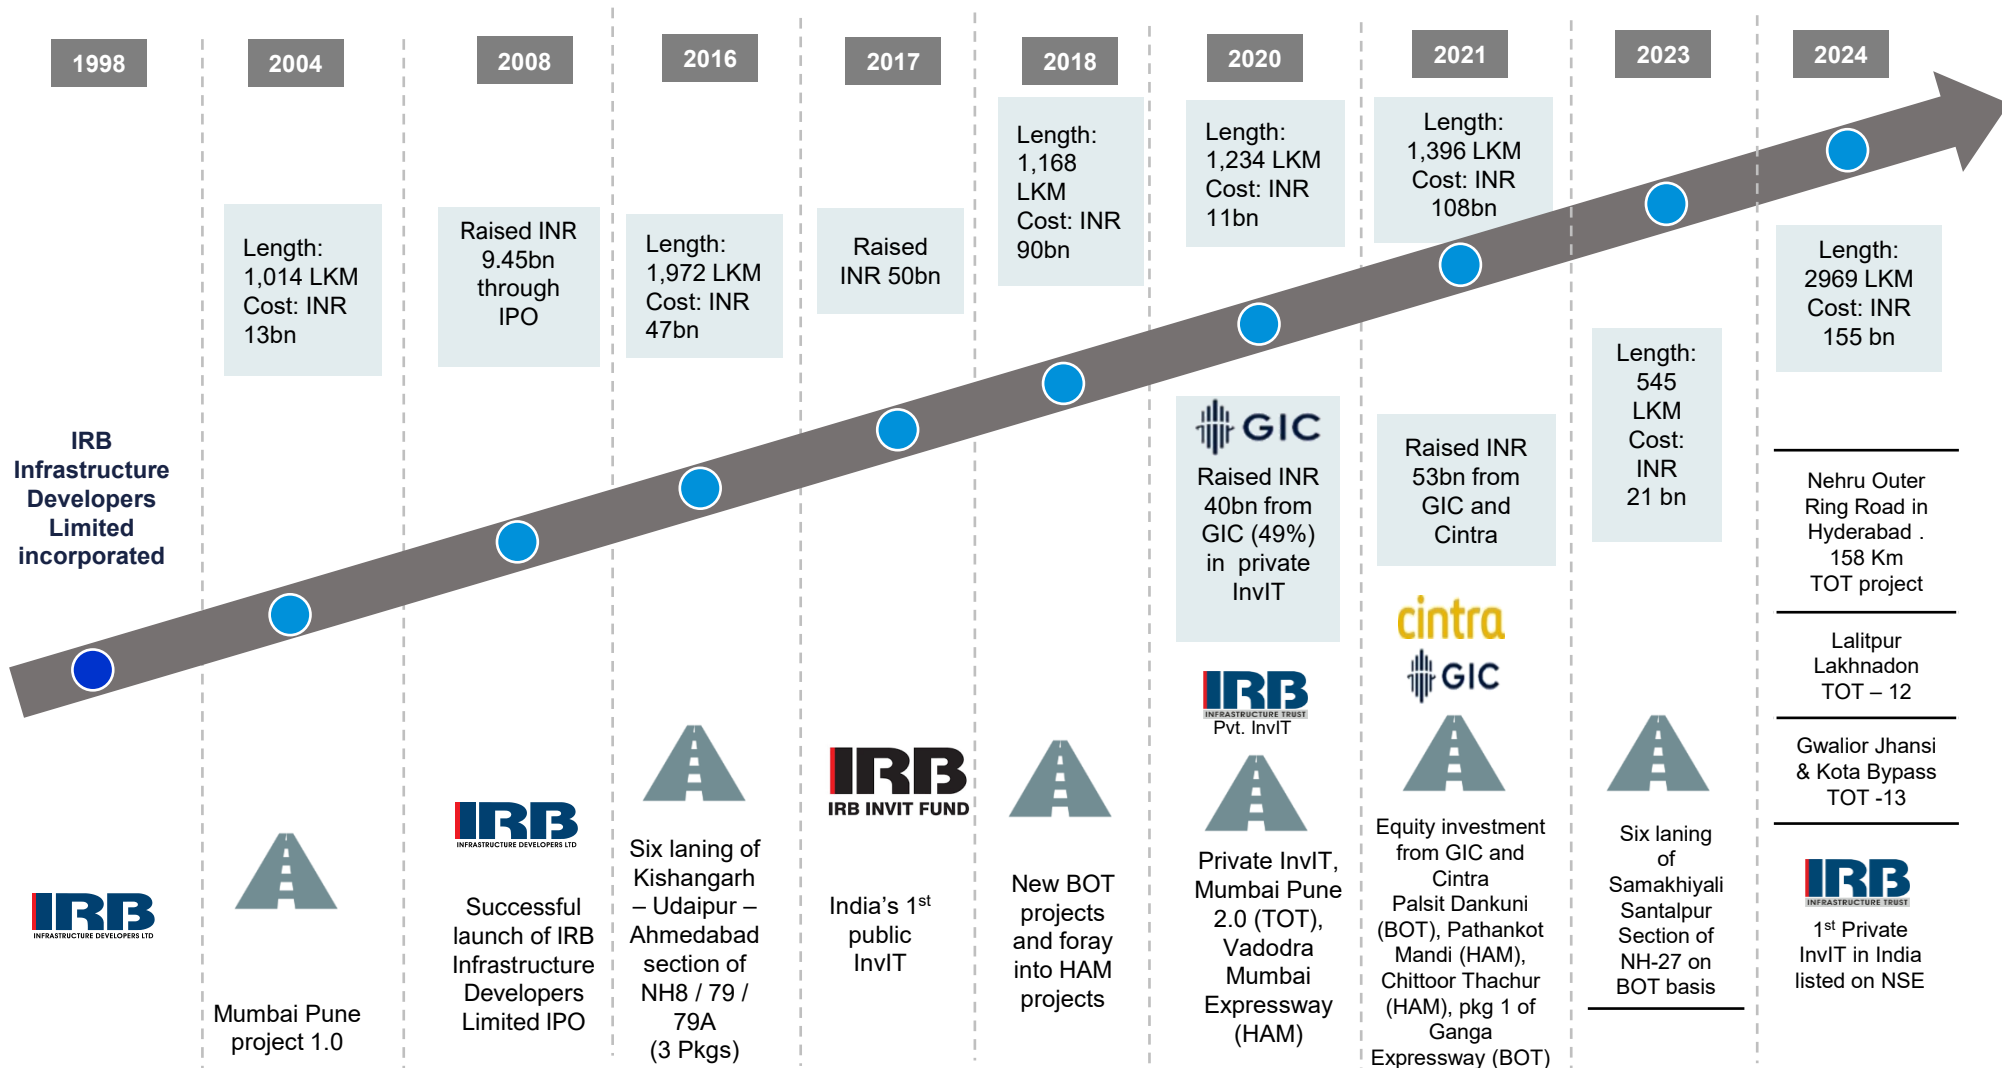 1998
IRB
Infrastructure
Developers
Limited
incorporated
IRB
INFRASTRUCTURE DEVELOPERS LTD
2004
Length:
1,014 LKM
Cost: INR
13bn
Mumbai Pune
project 1.0
2008
Raised INR
9.45bn
through
IPO
IRB
INFRASTRUCTURE DEVELOPERS LTD
Successful
launch of IRB
Infrastructure
Developers
Limited IPO
2016
Length:
1,972 LKM
Cost: INR
47bn
Six laning of
Kishangarh
– Udaipur –
Ahmedabad
section of
NH8 / 79 /
79A
(3 Pkgs)
2017
Raised
INR 50bn
IRB
IRB INVIT FUND
India’s 1st
public
InvIT
2018
Length:
1,168
LKM
Cost: INR
90bn
New BOT
projects
and foray
into HAM
projects
2020
Length:
1,234 LKM
Cost: INR
11bn
GIC
Raised INR
40bn from
GIC (49%)
in private
InvIT
IRB
INFRASTRUCTURE TRUST
Pvt. InvIT
Private InvIT,
Mumbai Pune
2.0 (TOT),
Vadodra
Mumbai
Expressway
(HAM)
2021
Length:
1,396 LKM
Cost: INR
108bn
Raised INR
53bn from
GIC and
Cintra
cintra
GIC
Equity investment
from GIC and
Cintra
Palsit Dankuni
(BOT), Pathankot
Mandi (HAM),
Chittoor Thachur
(HAM), pkg 1 of
Ganga
Expressway (BOT)
2023
Length:
545
LKM
Cost:
INR
21 bn
Six laning
of
Samakhiyali
Santalpur
Section of
NH-27 on
BOT basis
2024
Length:
2969 LKM
Cost: INR
155 bn
Nehru Outer
Ring Road in
Hyderabad .
158 Km
TOT project
Lalitpur
Lakhnadon
TOT – 12
Gwalior Jhansi
& Kota Bypass
TOT -13
IRB
INFRASTRUCTURE TRUST
1st Private
InvIT in India
listed on NSE